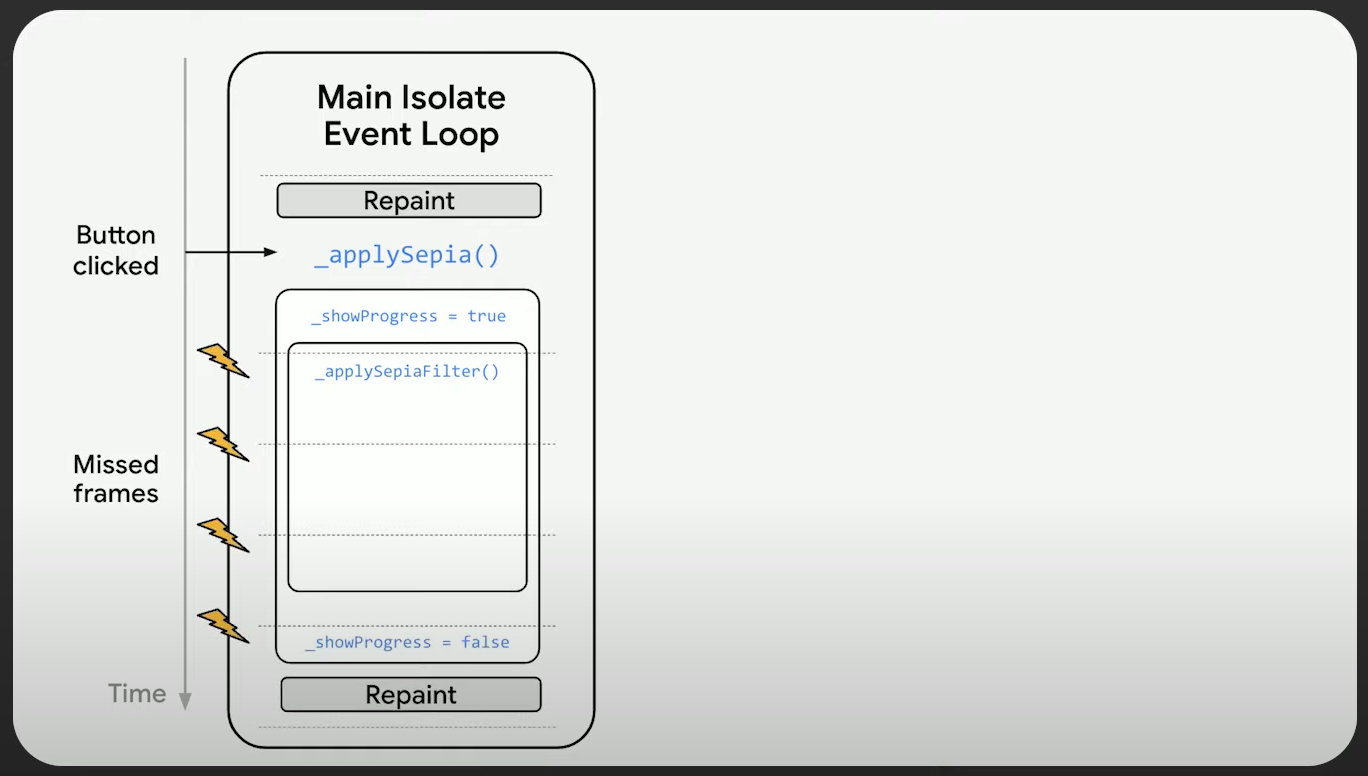 Main Isolate
Event Loop
Repaint
Button
clicked
_applySepia()
_showProgress = true
_applySepiaFilter()
Missed
frames
_showProgress = false
Time
Repaint